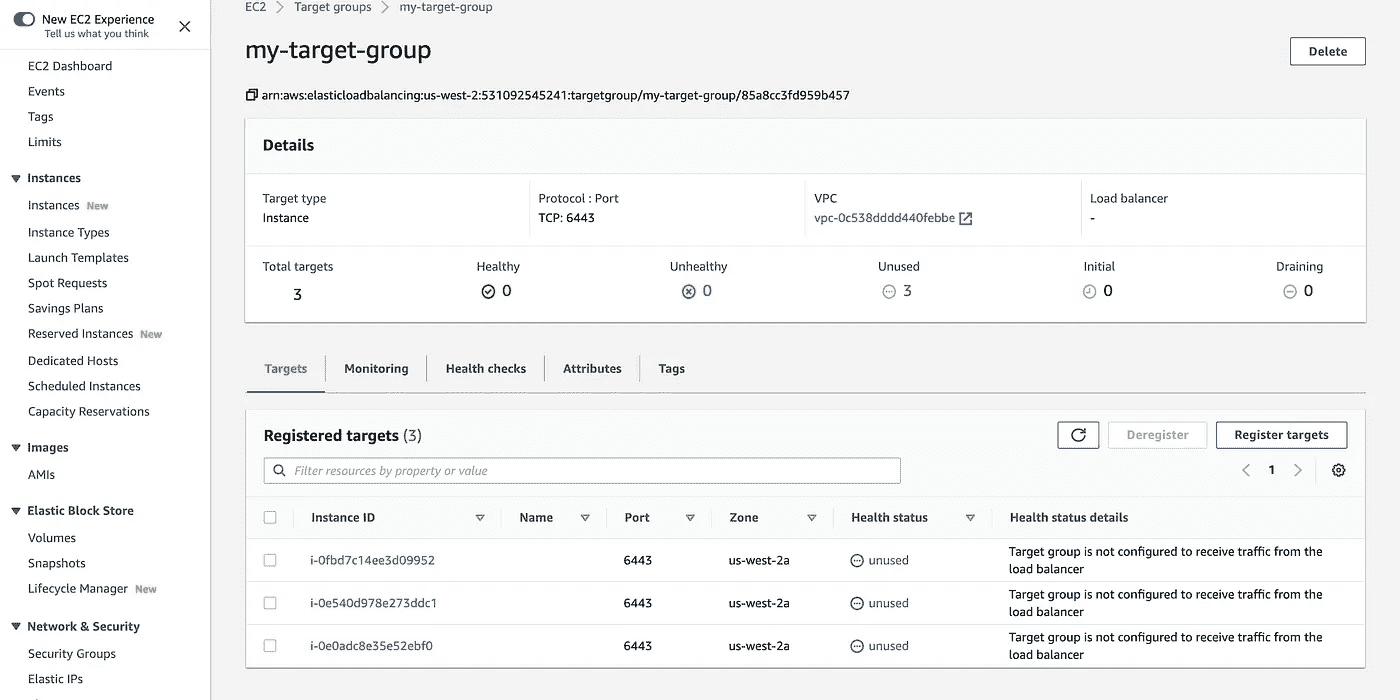 New EC2 Experience
Tell us what you think
EC2 Dashboard
Events
Tags
Limits
Instances
Instances New
Instance Types
Launch Templates
Spot Requests
Savings Plans
Reserved Instances New
Dedicated Hosts
Scheduled Instances
Capacity Reservations
Images
AMIs
Elastic Block Store
Volumes
Snapshots
Lifecycle Manager New
Network & Security
Security Groups
Elastic IPs
EC2 > Target groups > my-target-group
my-target-group
Delete
arn:aws:elasticloadbalancing:us-west-2:531092545241:targetgroup/my-target-group/85a8cc3fd959b457
Details
Target type
Instance
Protocol : Port
TCP: 6443
VPC
vpc-0c538dddd440febbe
Load balancer
-
Total targets
3
Healthy
0
Unhealthy
0
Unused
3
Initial
0
Draining
0
Targets Monitoring Health checks Attributes Tags
Registered targets (3)
Deregister
Register targets
Filter resources by property or value
1
Instance ID Name Port Zone Health status Health status details
i-0fbd7c14ee3d09952 6443 us-west-2a unused Target group is not configured to receive traffic from the
load balancer
i-0e540d978e273ddc1 6443 us-west-2a unused Target group is not configured to receive traffic from the
load balancer
i-0e0adc8e35e52ebf0 6443 us-west-2a unused Target group is not configured to receive traffic from the
load balancer